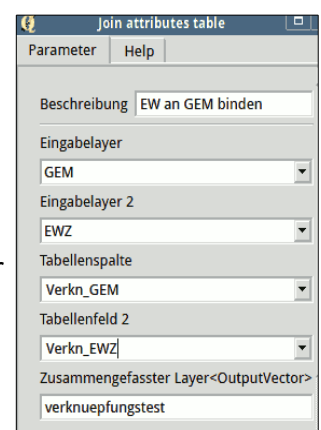 Join attributes table
Parameter Help
Beschreibung EW an GEM binden
Eingabelayer
GEM
Eingabelayer 2
EWZ
Tabellenspalte
Verkn_GEM
Tabellenfeld 2
Verkn_EWZ
Zusammengefasster Layer<OutputVector>
verknuepfungstest